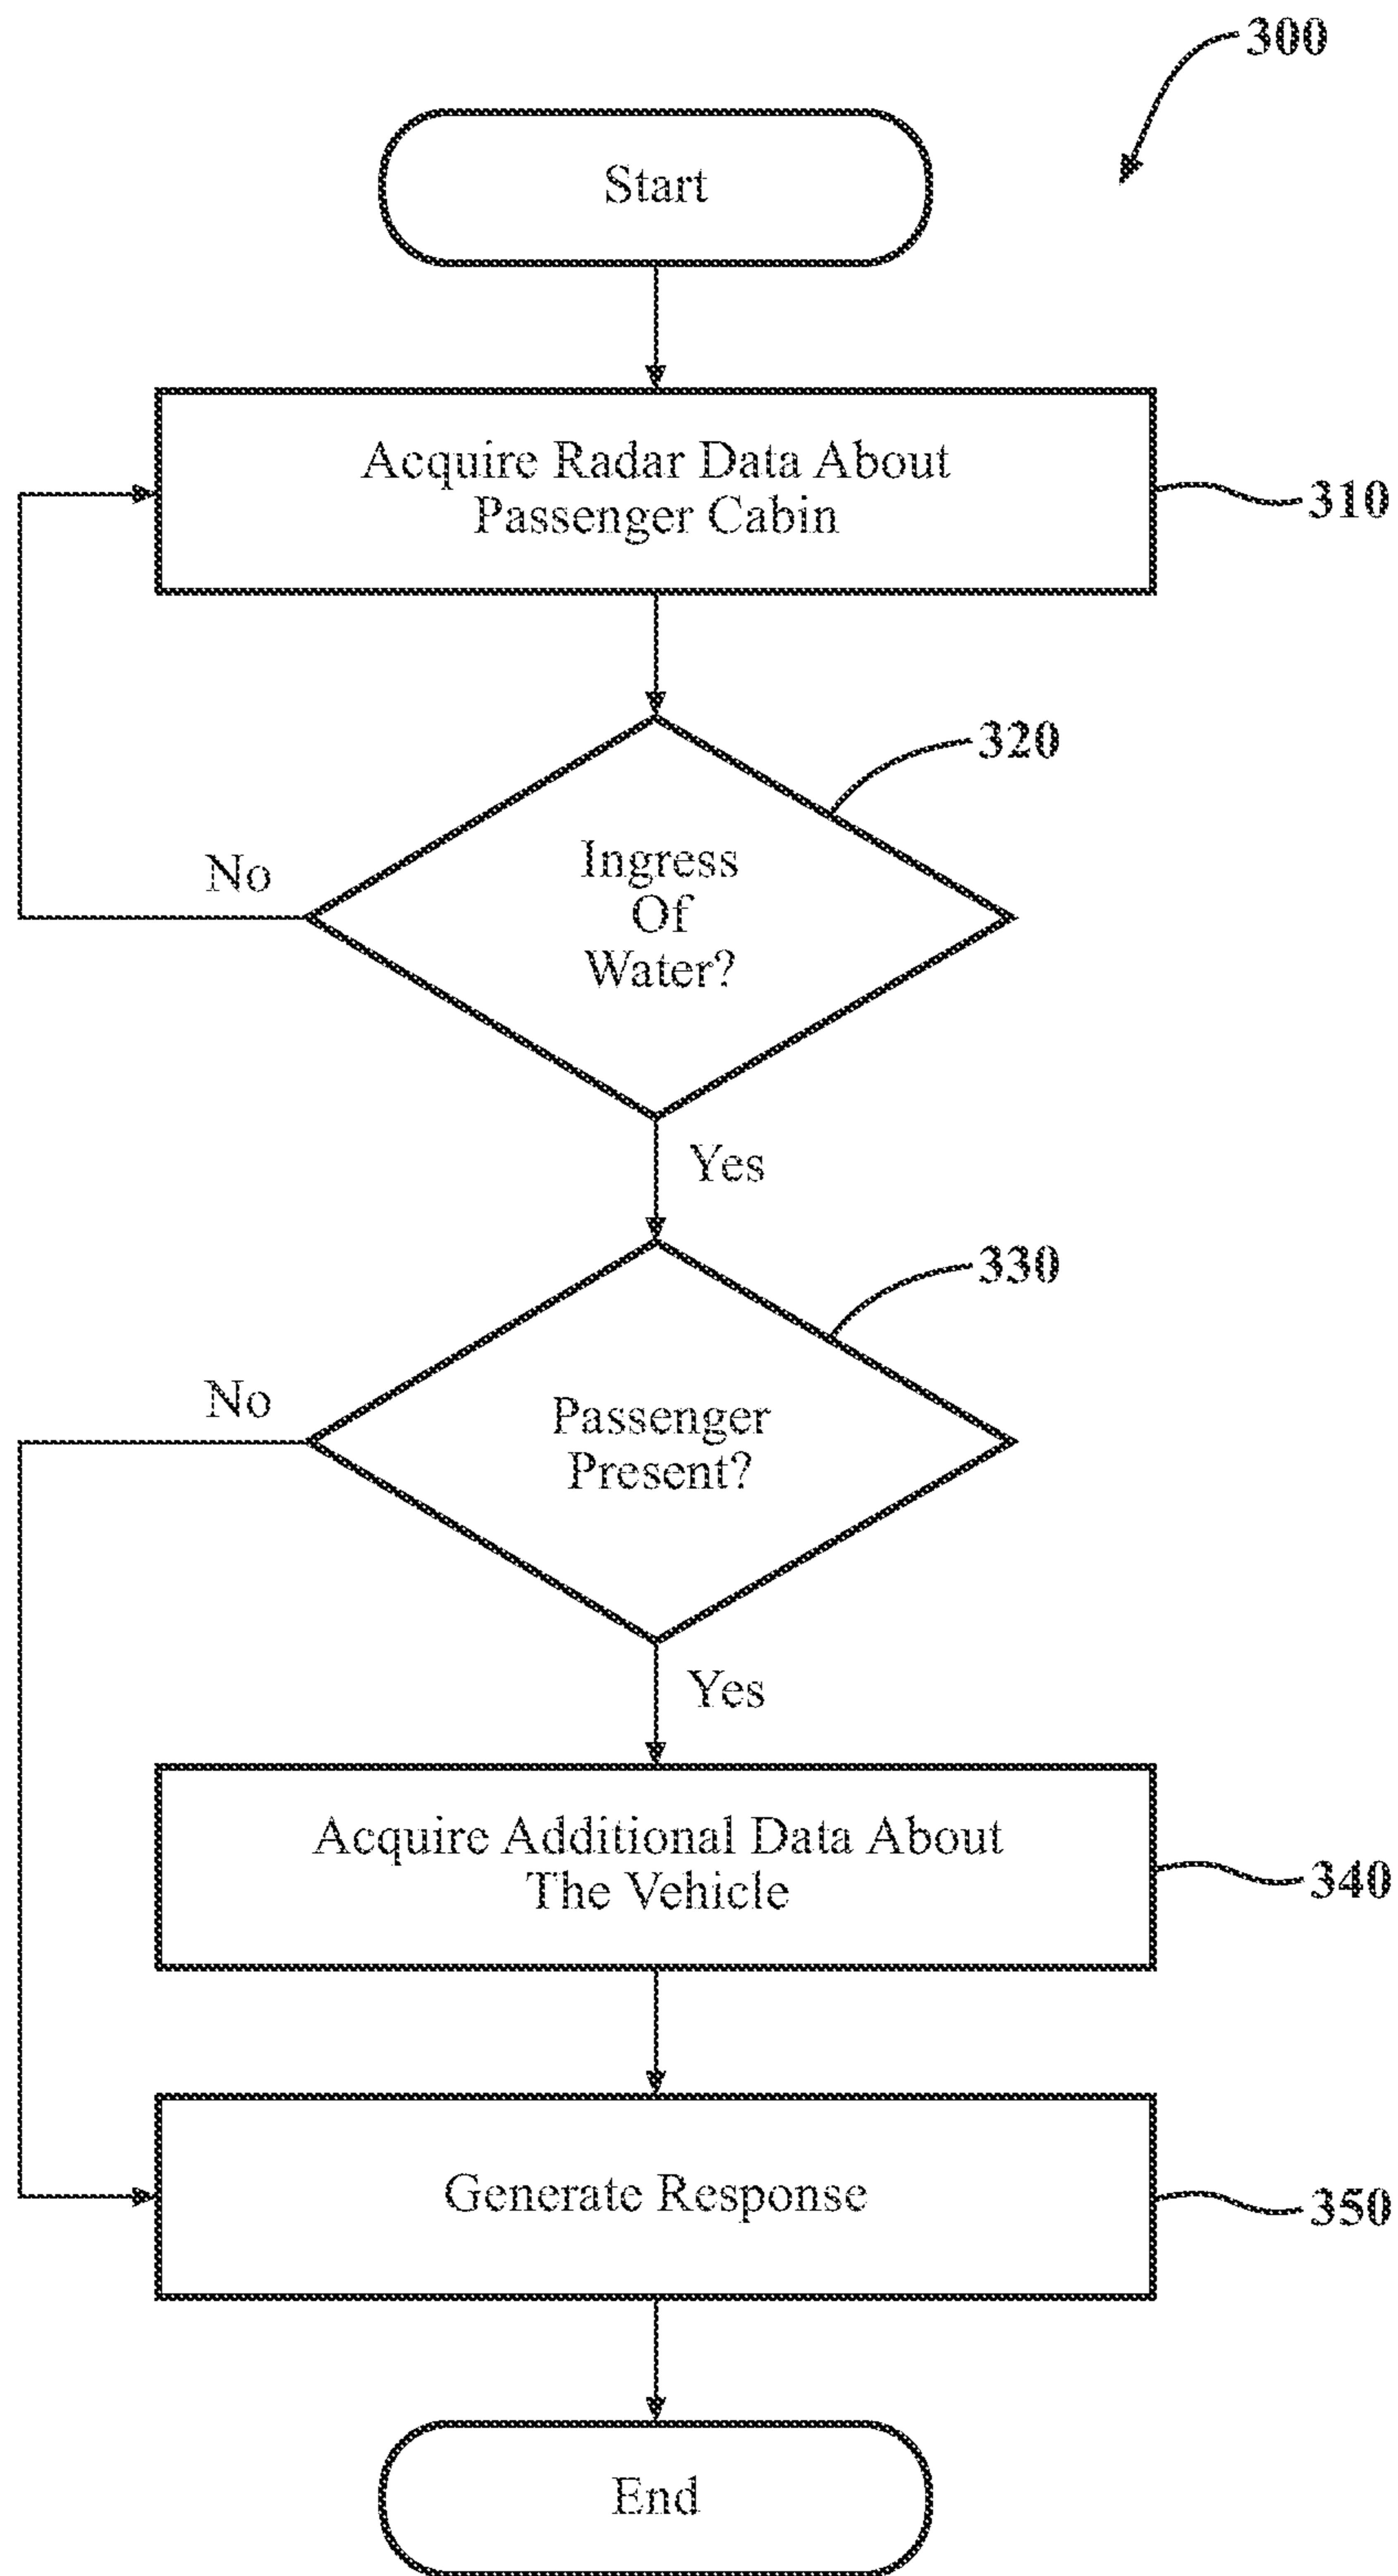 300
Start
Acquire Radar Data About
Passenger Cabin
310
320
Ingress
Of
Water?
No
Yes
330
Passenger
Present?
No
Yes
Acquire Additional Data About
The Vehicle
340
Generate Response
350
End